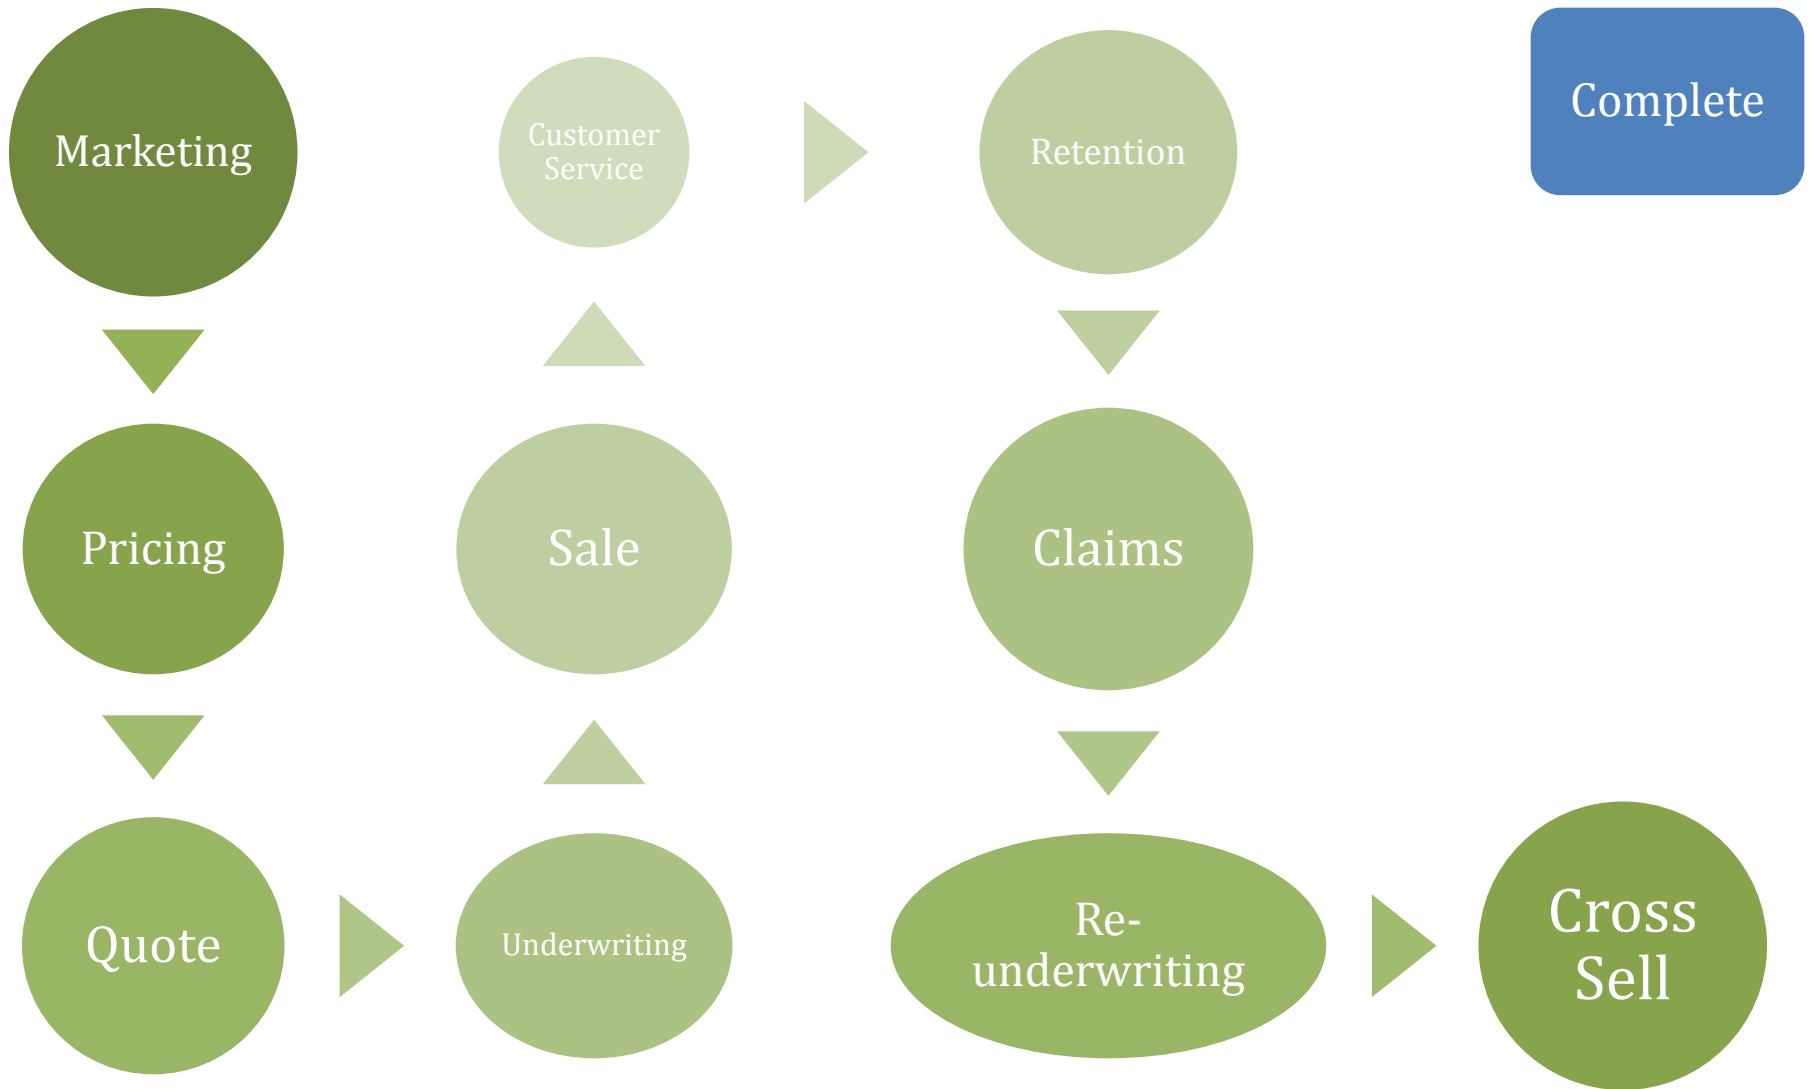 Marketing
Pricing
Quote
Underwriting
Sale
Customer
Service
Retention
Claims
Re-
underwriting
Cross
Sell
Complete